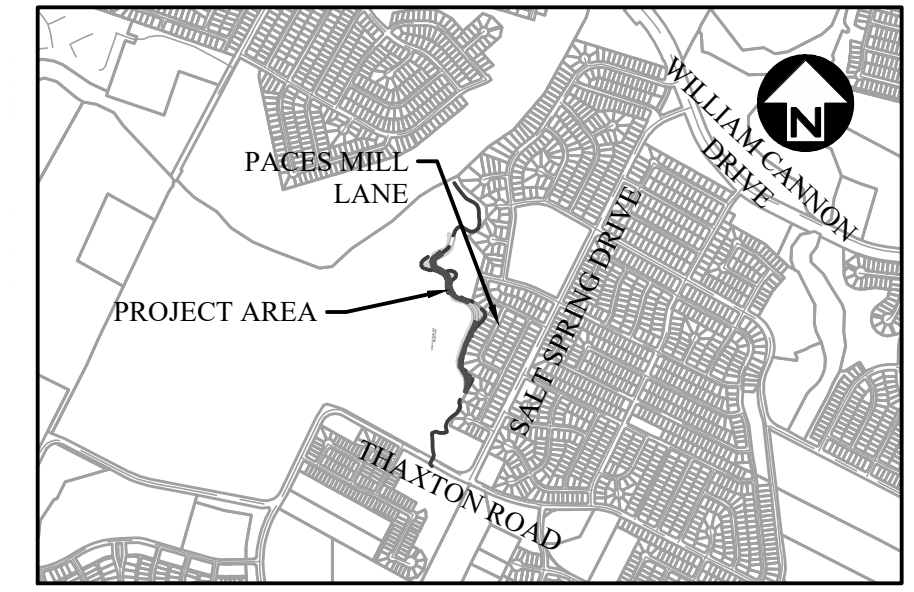 WILLIAM CANNON
DRIVE
N
PACES MILL
LANE
SALT SPRING DRIVE
PROJECT AREA
THAXTON ROAD